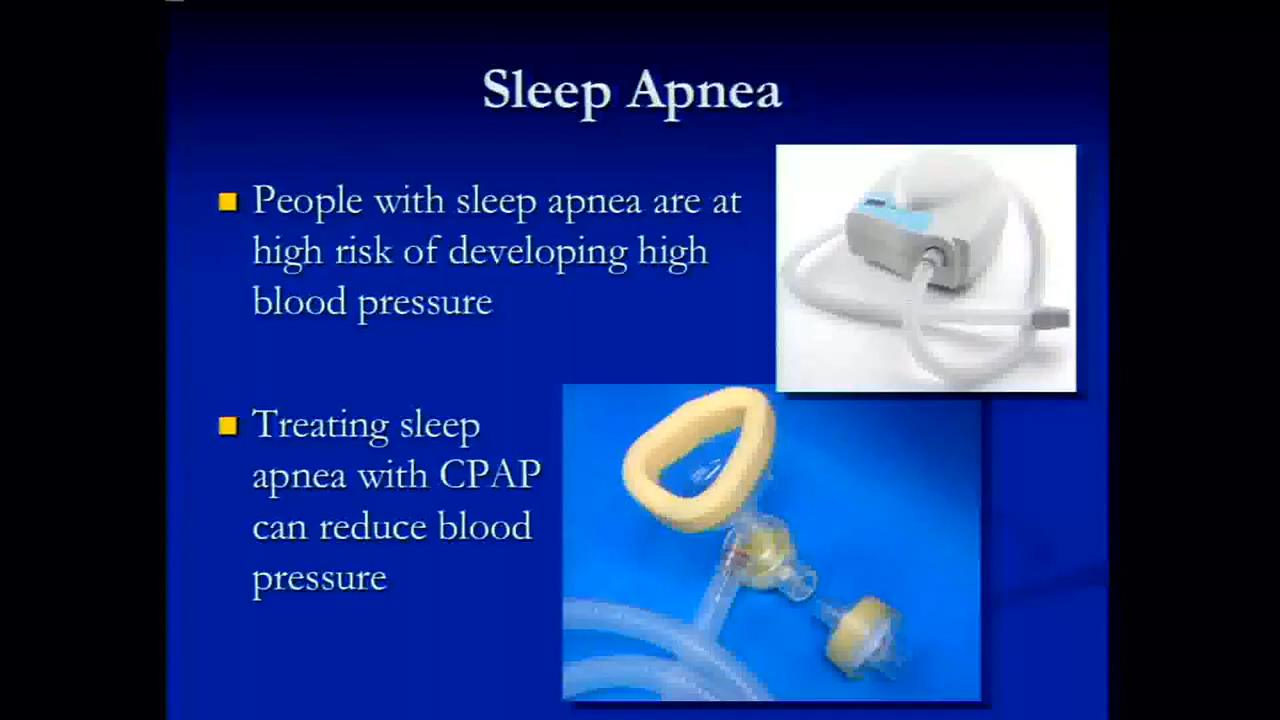 Sleep Apnea
People with sleep apnea are at
high risk of developing high
blood pressure
Treating sleep
apnea with CPAP
can reduce blood
pressure